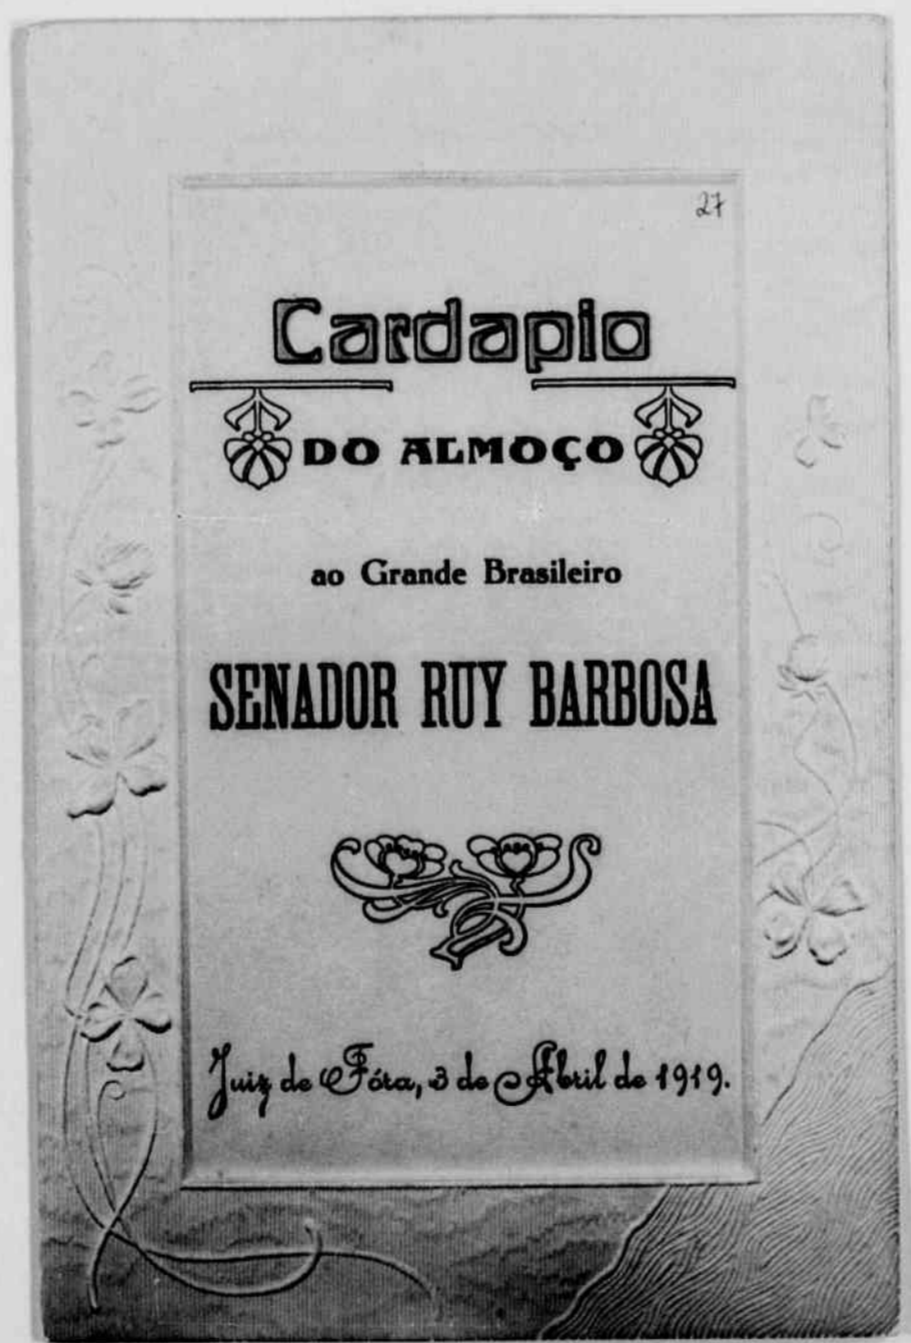 27
Cardapio
DO ALMOÇO
ao Grande Brasileiro
SENADOR RUY BARBOSA
Juiz de Fóra, 3 de Abril de 1919.